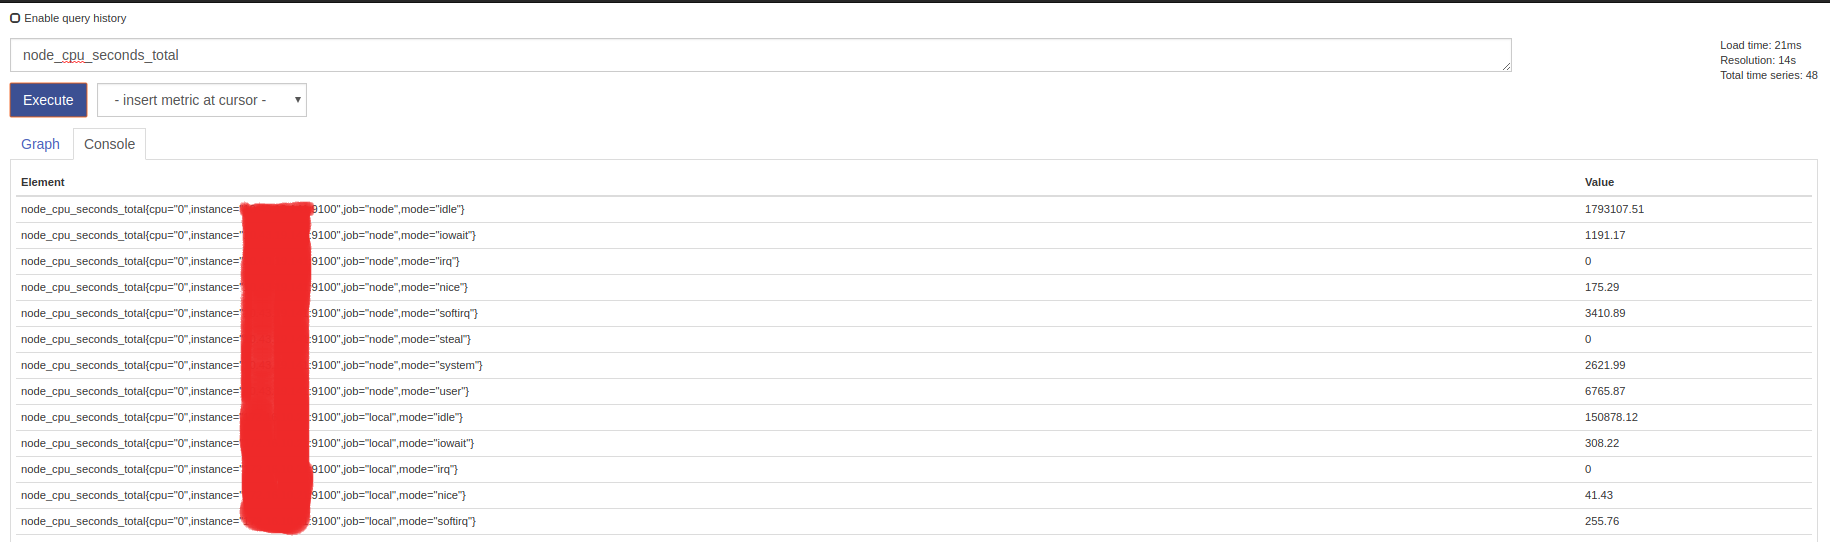 Enable query history
node_cpu_seconds_total
Load time: 21ms
Resolution: 14s
Total time series: 48
Execute
- insert metric at cursor -
Graph Console
Element Value
node_cpu_seconds_total{cpu="0",instance=" :9100",job="node",mode="idle"} 1793107.51
node_cpu_seconds_total{cpu="0",instance=" :9100",job="node",mode="iowait"} 1191.17
node_cpu_seconds_total{cpu="0",instance=" :9100",job="node",mode="irq"} 0
node_cpu_seconds_total{cpu="0",instance=" :9100",job="node",mode="nice"} 175.29
node_cpu_seconds_total{cpu="0",instance=" :9100",job="node",mode="softirq"} 3410.89
node_cpu_seconds_total{cpu="0",instance=" :9100",job="node",mode="steal"} 0
node_cpu_seconds_total{cpu="0",instance=" :9100",job="node",mode="system"} 2621.99
node_cpu_seconds_total{cpu="0",instance=" :9100",job="node",mode="user"} 6765.87
node_cpu_seconds_total{cpu="0",instance=" :9100",job="local",mode="idle"} 150878.12
node_cpu_seconds_total{cpu="0",instance=" :9100",job="local",mode="iowait"} 308.22
node_cpu_seconds_total{cpu="0",instance=" :9100",job="local",mode="irq"} 0
node_cpu_seconds_total{cpu="0",instance=" :9100",job="local",mode="nice"} 41.43
node_cpu_seconds_total{cpu="0",instance=" :9100",job="local",mode="softirq"} 255.76